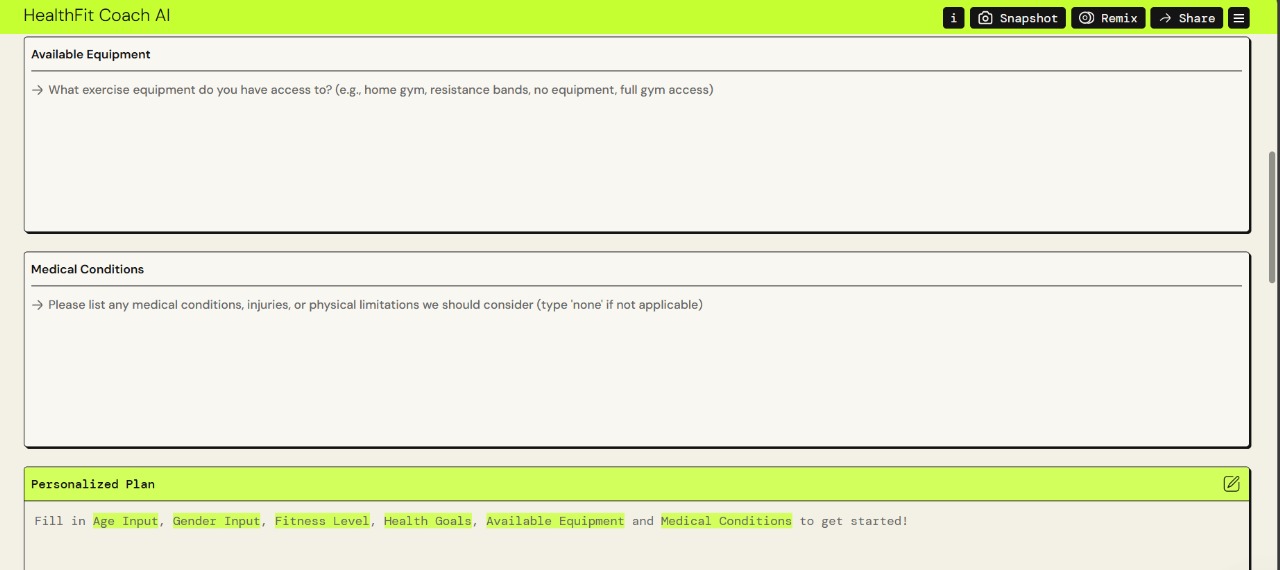 HealthFit Coach AI
i Snapshot Remix Share
Available Equipment
→ What exercise equipment do you have access to? (e.g., home gym, resistance bands, no equipment, full gym access)
Medical Conditions
→ Please list any medical conditions, injuries, or physical limitations we should consider (type 'none' if not applicable)
Personalized Plan
Fill in Age Input, Gender Input, Fitness Level, Health Goals, Available Equipment and Medical Conditions to get started!